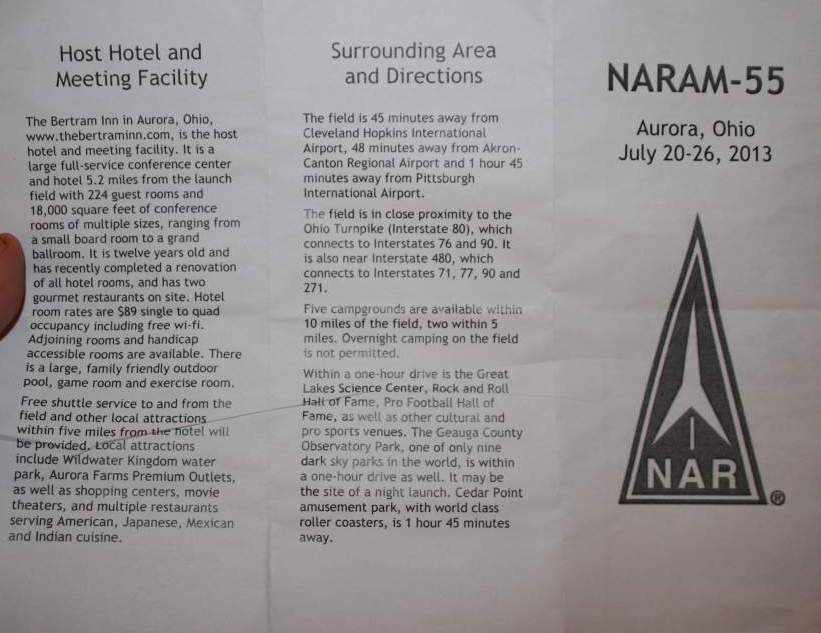 Host Hotel and
Meeting Facility
The Bertram Inn in Aurora, Ohio,
www.thebertraminn.com, is the host
hotel and meeting facility. It is a
large full-service conference center
and hotel 5.2 miles from the launch
field with 224 guest rooms and
18,000 square feet of conference
rooms of multiple sizes, ranging from
a small board room to a grand
ballroom. It is twelve years old and
has recently completed a renovation
of all hotel rooms, and has two
gourmet restaurants on site. Hotel
room rates are $89 single to quad
occupancy including free wi-fi.
Adjoining rooms and handicap
accessible rooms are available. There
is a large, family friendly outdoor
pool, game room and exercise room.
Free shuttle service to and from the
field and other local attractions
within five miles from the hotel will
be provided. Local attractions
include Wildwater Kingdom water
park, Aurora Farms Premium Outlets,
as well as shopping centers, movie
theaters, and multiple restaurants
serving American, Japanese, Mexican
and Indian cuisine.
Surrounding Area
and Directions
The field is 45 minutes away from
Cleveland Hopkins International
Airport, 48 minutes away from Akron-
Canton Regional Airport and 1 hour 45
minutes away from Pittsburgh
International Airport.
The field is in close proximity to the
Ohio Turnpike (Interstate 80), which
connects to Interstates 76 and 90. It
is also near Interstate 480, which
connects to Interstates 71, 77, 90 and
271.
Five campgrounds are available within
10 miles of the field, two within 5
miles. Overnight camping on the field
is not permitted.
Within a one-hour drive is the Great
Lakes Science Center, Rock and Roll
Hall of Fame, Pro Football Hall of
Fame, as well as other cultural and
pro sports venues. The Geauga County
Observatory Park, one of only nine
dark sky parks in the world, is within
a one-hour drive as well. It may be
the site of a night launch. Cedar Point
amusement park, with world class
roller coasters, is 1 hour 45 minutes
away.
NARAM-55
Aurora, Ohio
July 20-26, 2013
NAR
®